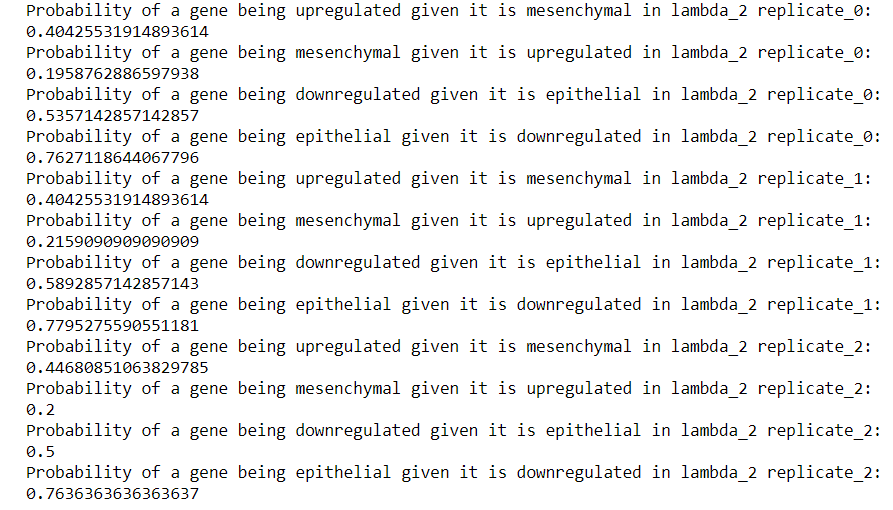 Probability of a gene being upregulated given it is mesenchymal in lambda_2 replicate_0:
0.40425531914893614
Probability of a gene being mesenchymal given it is upregulated in lambda_2 replicate_0:
0.1958762886597938
Probability of a gene being downregulated given it is epithelial in lambda_2 replicate_0:
0.5357142857142857
Probability of a gene being epithelial given it is downregulated in lambda_2 replicate_0:
0.7627118644067796
Probability of a gene being upregulated given it is mesenchymal in lambda_2 replicate_1:
0.40425531914893614
Probability of a gene being mesenchymal given it is upregulated in lambda_2 replicate_1:
0.2159090909090909
Probability of a gene being downregulated given it is epithelial in lambda_2 replicate_1:
0.5892857142857143
Probability of a gene being epithelial given it is downregulated in lambda_2 replicate_1:
0.7795275590551181
Probability of a gene being upregulated given it is mesenchymal in lambda_2 replicate_2:
0.44680851063829785
Probability of a gene being mesenchymal given it is upregulated in lambda_2 replicate_2:
0.2
Probability of a gene being downregulated given it is epithelial in lambda_2 replicate_2:
0.5
Probability of a gene being epithelial given it is downregulated in lambda_2 replicate_2:
0.7636363636363637